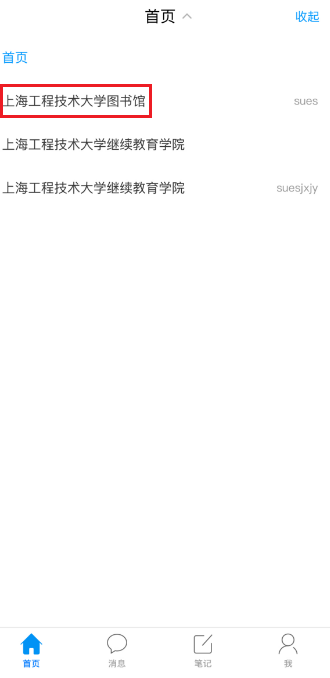 首页 收起
首页
上海工程技术大学图书馆 sues
上海工程技术大学继续教育学院
上海工程技术大学继续教育学院 suesjxjy
首页 消息 笔记 我